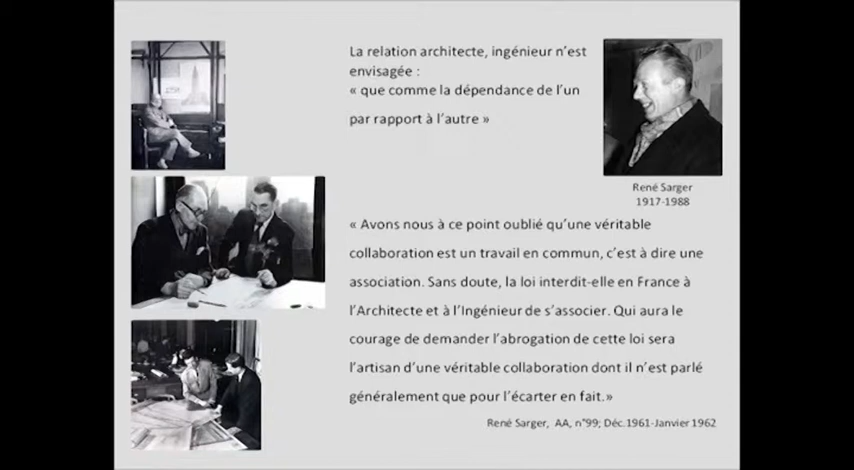 La relation architecte, ingénieur n'est
envisagée :
« que comme la dépendance de l'un
par rapport à l'autre »
René Sarger
1917-1988
« Avons nous à ce point oublié qu'une véritable
collaboration est un travail en commun, c'est à dire une
association. Sans doute, la loi interdit-elle en France à
l'Architecte et à l'Ingénieur de s'associer. Qui aura le
courage de demander l'abrogation de cette loi sera
l'artisan d'une véritable collaboration dont il n'est parlé
généralement que pour l'écarter en fait.»
René Sarger, AA, n°99; Déc.1961-Janvier 1962